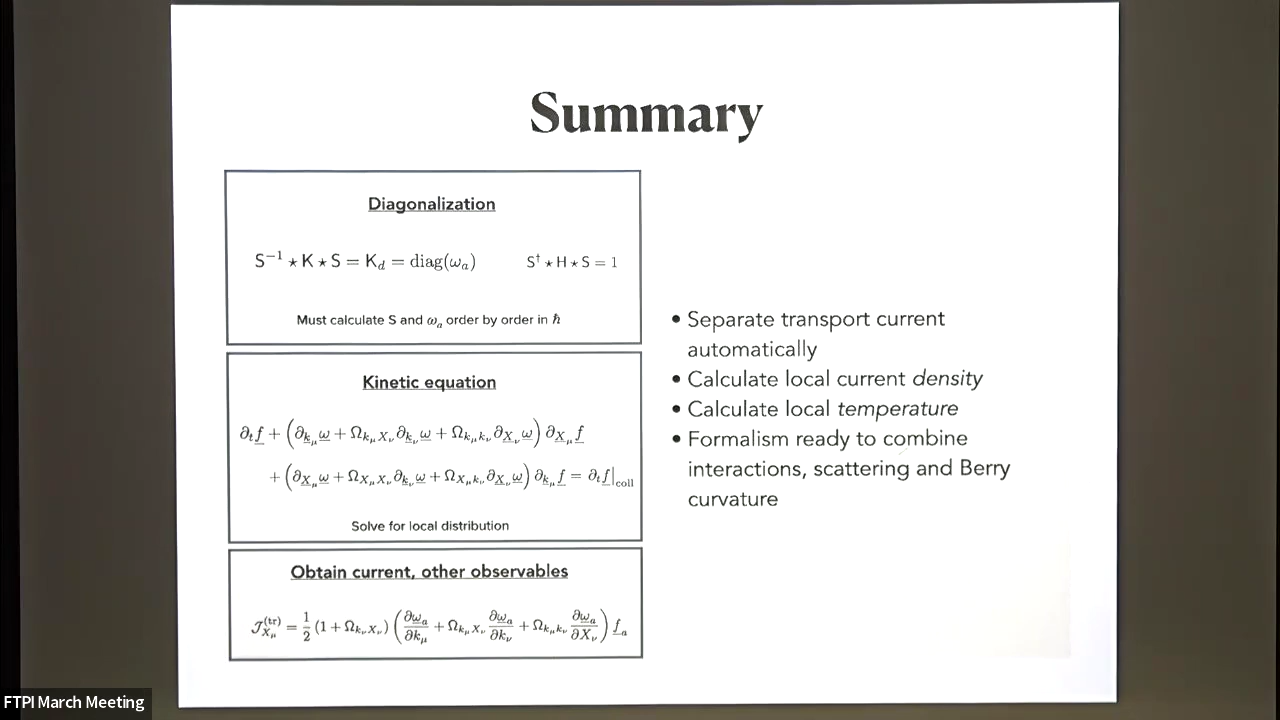 Summary
Diagonalization
S⁻¹ ⋆ K ⋆ S = K_d = diag(ω_a)    S† ⋆ H ⋆ S = 1
Must calculate S and ω_a order by order in ℏ
Kinetic equation
∂_t f + (∂_{k_μ} ω + Ω_{k_μ X_ν} ∂_{k_ν} ω + Ω_{k_μ k_ν} ∂_{X_ν} ω) ∂_{X_μ} f
+ (∂_{X_μ} ω + Ω_{X_μ X_ν} ∂_{k_ν} ω + Ω_{X_μ k_ν} ∂_{X_ν} ω) ∂_{k_μ} f = ∂_t f|_coll
Solve for local distribution
Obtain current, other observables
𝒥_{X_μ}^{(tr)} = 1/2 (1 + Ω_{k_ν X_ν}) (∂ω_a/∂k_μ + Ω_{k_μ X_ν} ∂ω_a/∂k_ν + Ω_{k_μ k_ν} ∂ω_a/∂X_ν) f_a
• Separate transport current
automatically
• Calculate local current density
• Calculate local temperature
• Formalism ready to combine
interactions, scattering and Berry
curvature
FTPI March Meeting